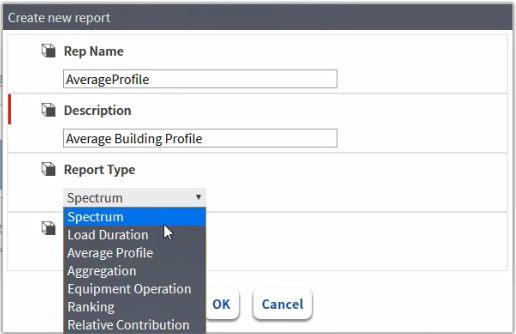 Create new report
Rep Name
AverageProfile
Description
Average Building Profile
Report Type
Spectrum
Spectrum
Load Duration
Average Profile
Aggregation
Equipment Operation
Ranking
Relative Contribution
OK Cancel